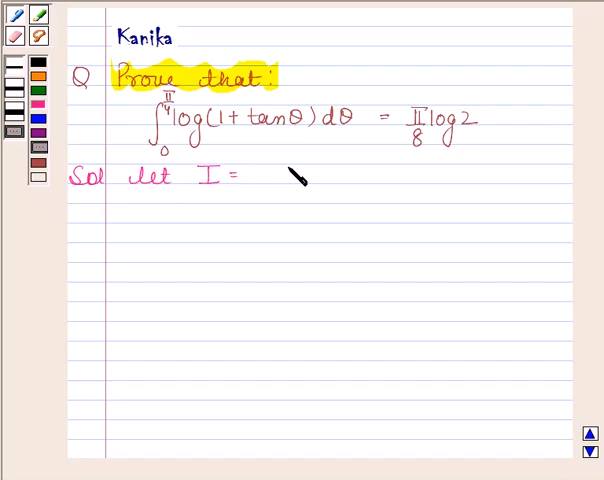 Kanika
Q Prove that:
∫₀^(π/4) log(1 + tanθ) dθ = π/8 log2
Sol let I =